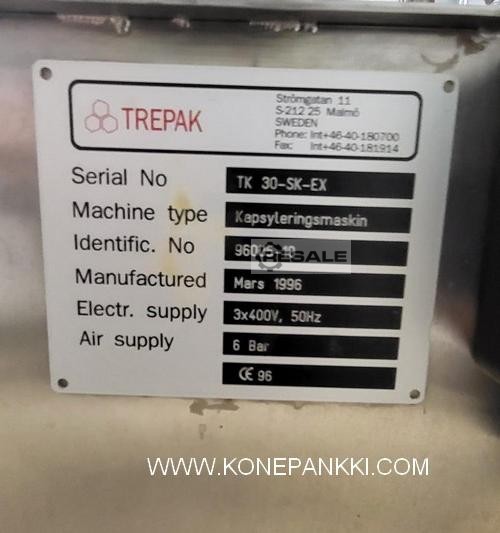 TREPAK
Strömgatan 11
S-212 25 Malmö
SWEDEN
Phone: Int+46-40-180700
Fax: Int+46-40-181914
Serial No TK 30-SK-EX
Machine type Kapsyleringsmaskin
Identific. No
Manufactured Mars 1996
Electr. supply 3x400V, 50Hz
Air supply 6 Bar
CE 96
WWW.KONEPANKKI.COM